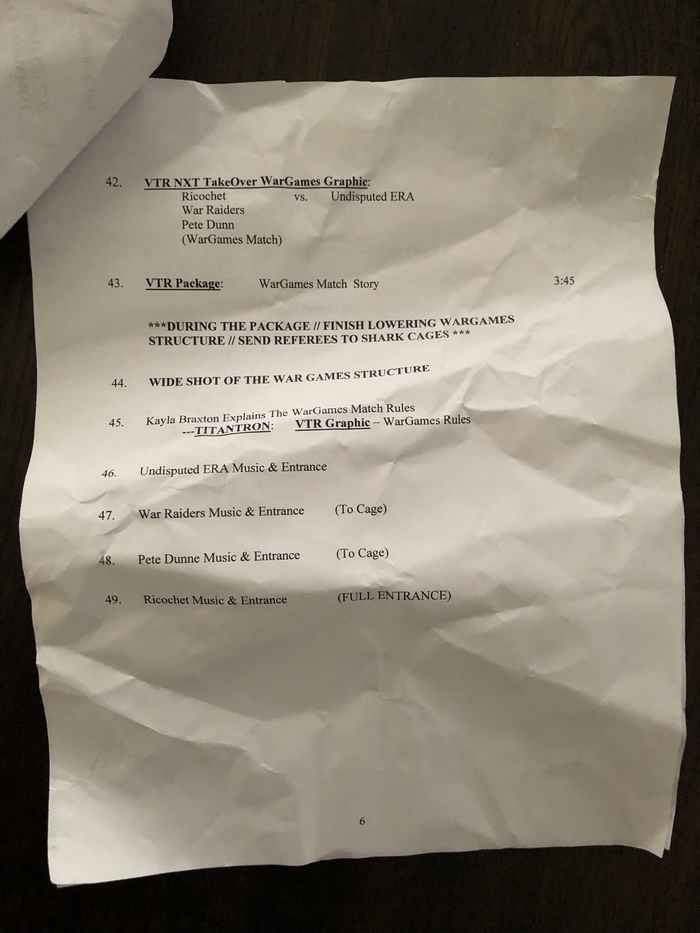 42. VTR NXT TakeOver WarGames Graphic:
Ricochet vs. Undisputed ERA
War Raiders
Pete Dunn
(WarGames Match)
43. VTR Package: WarGames Match Story 3:45
***DURING THE PACKAGE // FINISH LOWERING WARGAMES
STRUCTURE // SEND REFEREES TO SHARK CAGES ***
44. WIDE SHOT OF THE WAR GAMES STRUCTURE
45. Kayla Braxton Explains The WarGames Match Rules
---TITANTRON: VTR Graphic – WarGames Rules
46. Undisputed ERA Music & Entrance
47. War Raiders Music & Entrance (To Cage)
48. Pete Dunne Music & Entrance (To Cage)
49. Ricochet Music & Entrance (FULL ENTRANCE)
6